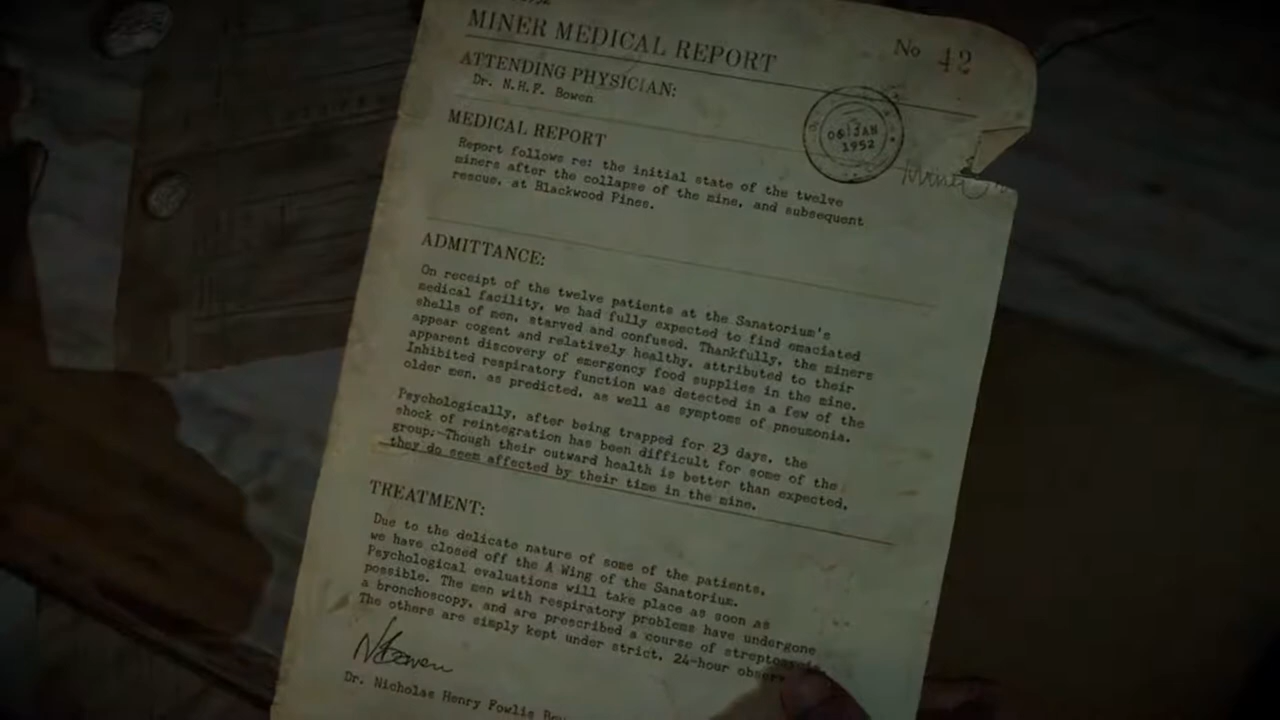 MINER MEDICAL REPORT
No 42
ATTENDING PHYSICIAN:
Dr. N.H.F. Bowen
06 JAN
1952
MEDICAL REPORT
Report follows re: the initial state of the twelve
miners after the collapse of the mine, and subsequent
rescue, at Blackwood Pines.
Miner
ADMITTANCE:
On receipt of the twelve patients at the Sanatorium's
medical facility, we had fully expected to find emaciated
shells of men, starved and confused. Thankfully, the miners
appear cogent and relatively healthy, attributed to their
apparent discovery of emergency food supplies in the mine.
Inhibited respiratory function was detected in a few of the
older men, as predicted, as well as symptoms of pneumonia.
Psychologically, after being trapped for 23 days, the
shock of reintegration has been difficult for some of the
group. Though their outward health is better than expected,
they do seem affected by their time in the mine.
TREATMENT:
Due to the delicate nature of some of the patients,
we have closed off the A Wing of the Sanatorium.
Psychological evaluations will take place as soon as
possible. The men with respiratory problems have undergone
a bronchoscopy, and are prescribed a course of
The others are simply kept under strict, 24-hour
NBowen
Dr. Nicholas Henry Fowlis